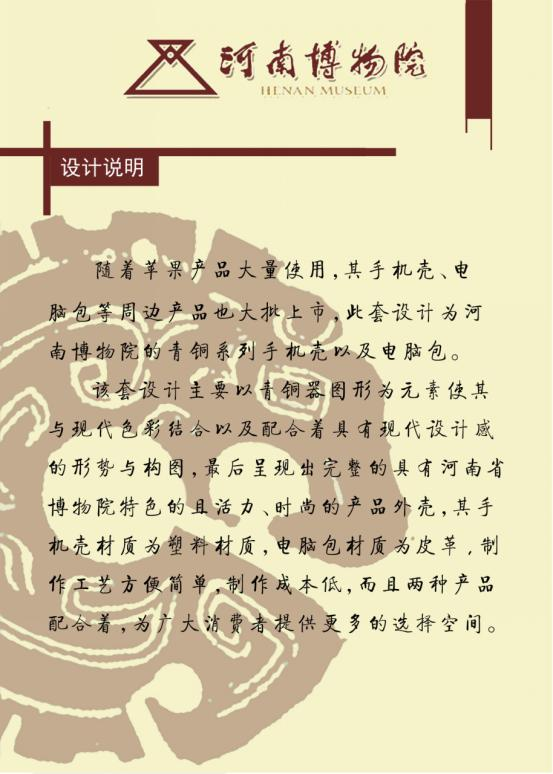 河南博物院
HENAN MUSEUM
设计说明
随着苹果产品大量使用,其手机壳、电
脑包等周边产品也大批上市,此套设计为河
南博物院的青铜系列手机壳以及电脑包。
该套设计主要以青铜器图形为元素使其
与现代色彩结合以及配合着具有现代设计感
的形势与构图,最后呈现出完整的具有河南省
博物院特色的且活力、时尚的产品外壳,其手
机壳材质为塑料材质,电脑包材质为皮革,制
作工艺方便简单,制作成本低,而且两种产品
配合着,为广大消费者提供更多的选择空间。